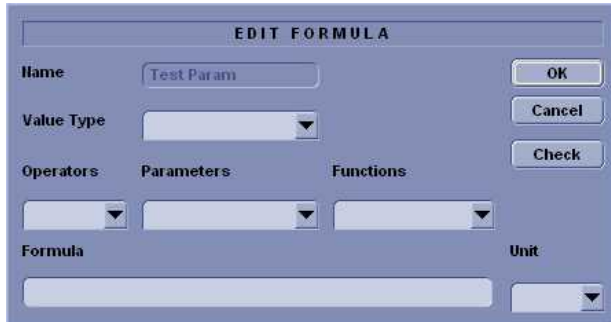 EDIT FORMULA
Name
Test Param
OK
Value Type
Cancel
Check
Operators
Parameters
Functions
Formula
Unit